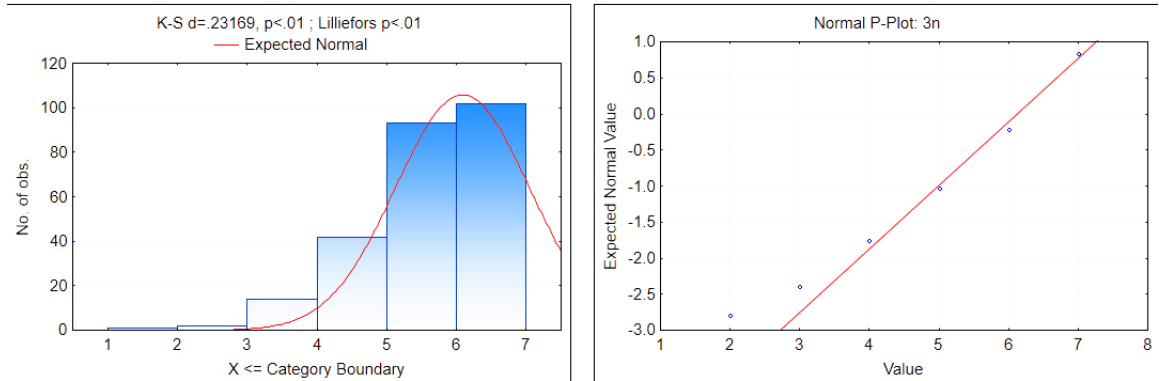 K-S d=.23169, p<.01 ; Lilliefors p<.01
Expected Normal
120
100
80
60
40
20
0
No. of obs.
1 2 3 4 5 6 7
X <= Category Boundary
Normal P-Plot: 3n
1.0
0.5
0.0
-0.5
-1.0
-1.5
-2.0
-2.5
-3.0
Expected Normal Value
1 2 3 4 5 6 7 8
Value